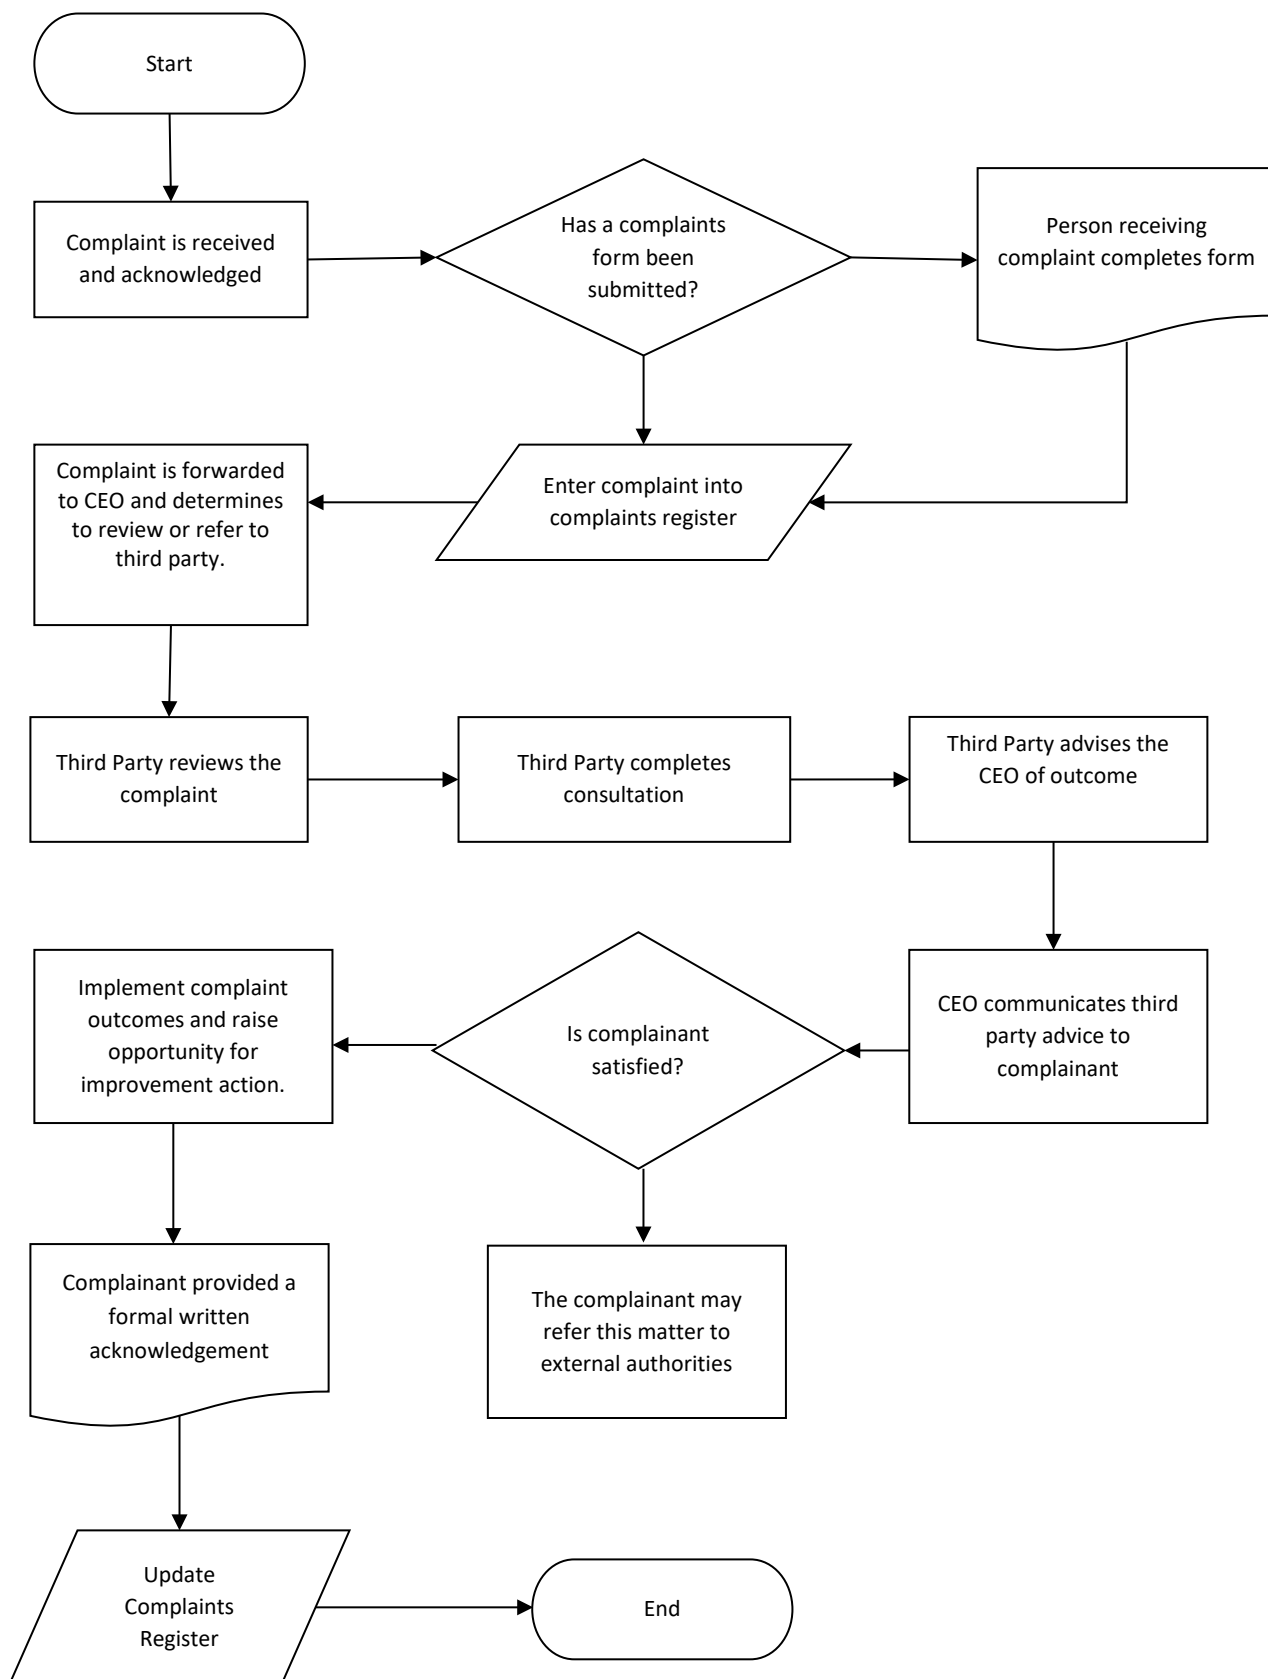 Start
Complaint is received
and acknowledged
Has a complaints
form been
submitted?
Person receiving
complaint completes form
Complaint is forwarded
to CEO and determines
to review or refer to
third party.
Enter complaint into
complaints register
Third Party reviews the
complaint
Third Party completes
consultation
Third Party advises the
CEO of outcome
Implement complaint
outcomes and raise
opportunity for
improvement action.
Is complainant
satisfied?
CEO communicates third
party advice to
complainant
Complainant provided a
formal written
acknowledgement
The complainant may
refer this matter to
external authorities
Update
Complaints
Register
End